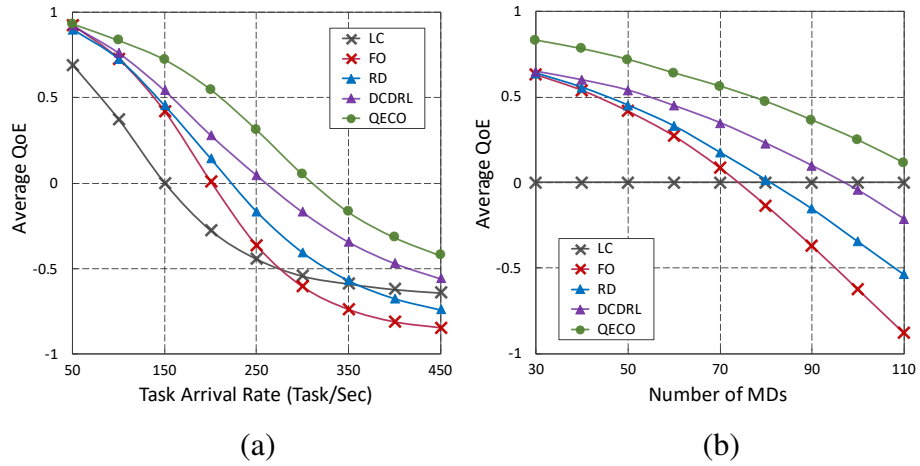 1
0.5
0
-0.5
-1
Average QoE
50
150
250
350
450
Task Arrival Rate (Task/Sec)
LC
FO
RD
DCDRL
QECO
(a)
1
0.5
0
-0.5
-1
Average QoE
30
50
70
90
110
Number of MDs
LC
FO
RD
DCDRL
QECO
(b)